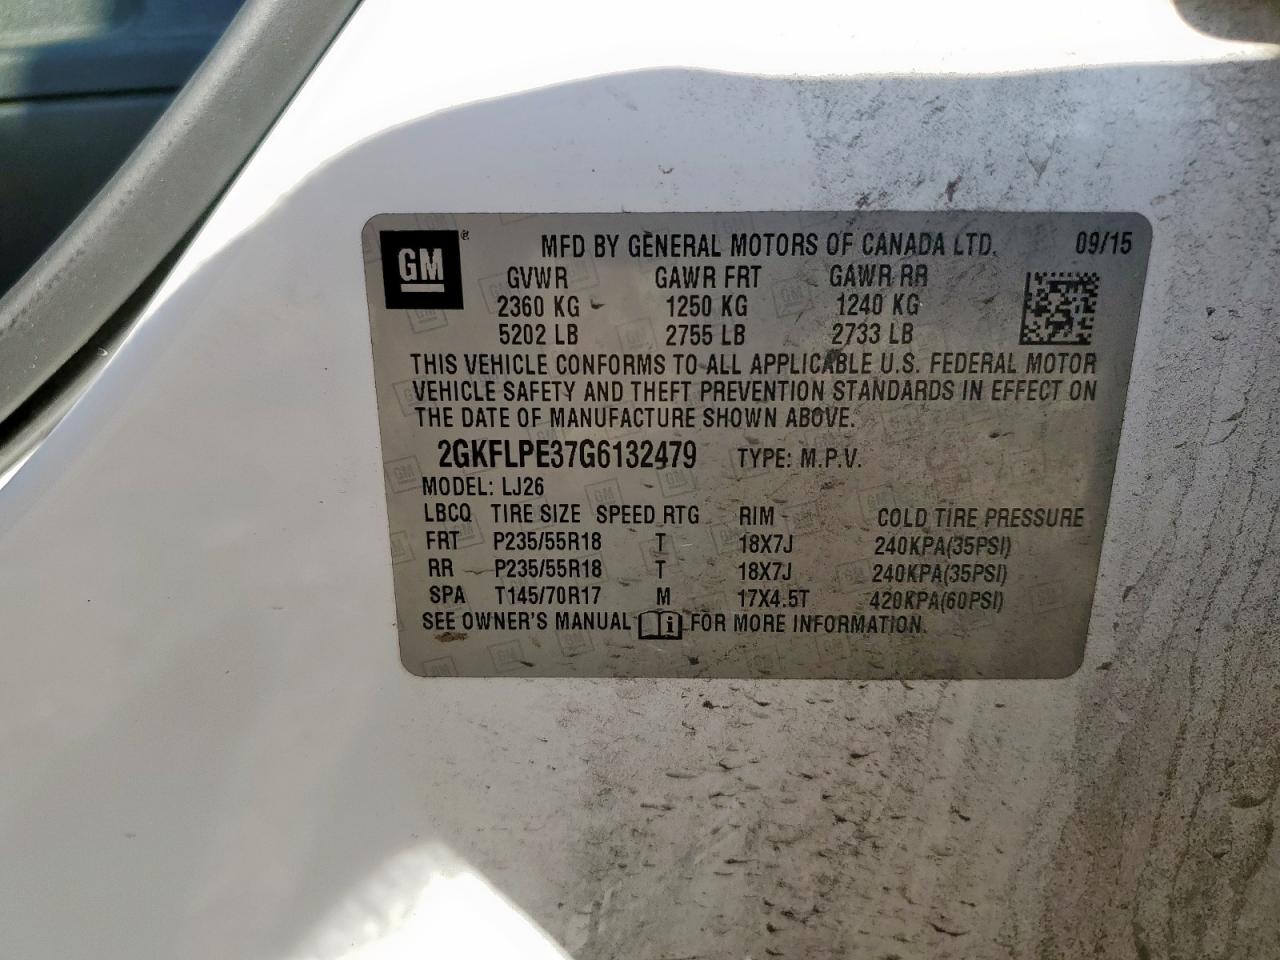 GM® MFD BY GENERAL MOTORS OF CANADA LTD. 09/15
GVWR GAWR FRT GAWR RR
2360 KG 1250 KG 1240 KG
5202 LB 2755 LB 2733 LB
THIS VEHICLE CONFORMS TO ALL APPLICABLE U.S. FEDERAL MOTOR
VEHICLE SAFETY AND THEFT PREVENTION STANDARDS IN EFFECT ON
THE DATE OF MANUFACTURE SHOWN ABOVE.
2GKFLPE37G6132479 TYPE: M.P.V.
MODEL: LJ26
LBCQ TIRE SIZE SPEED RTG RIM COLD TIRE PRESSURE
FRT P235/55R18 T 18X7J 240KPA(35PSI)
RR P235/55R18 T 18X7J 240KPA(35PSI)
SPA T145/70R17 M 17X4.5T 420KPA(60PSI)
SEE OWNER'S MANUAL i FOR MORE INFORMATION.